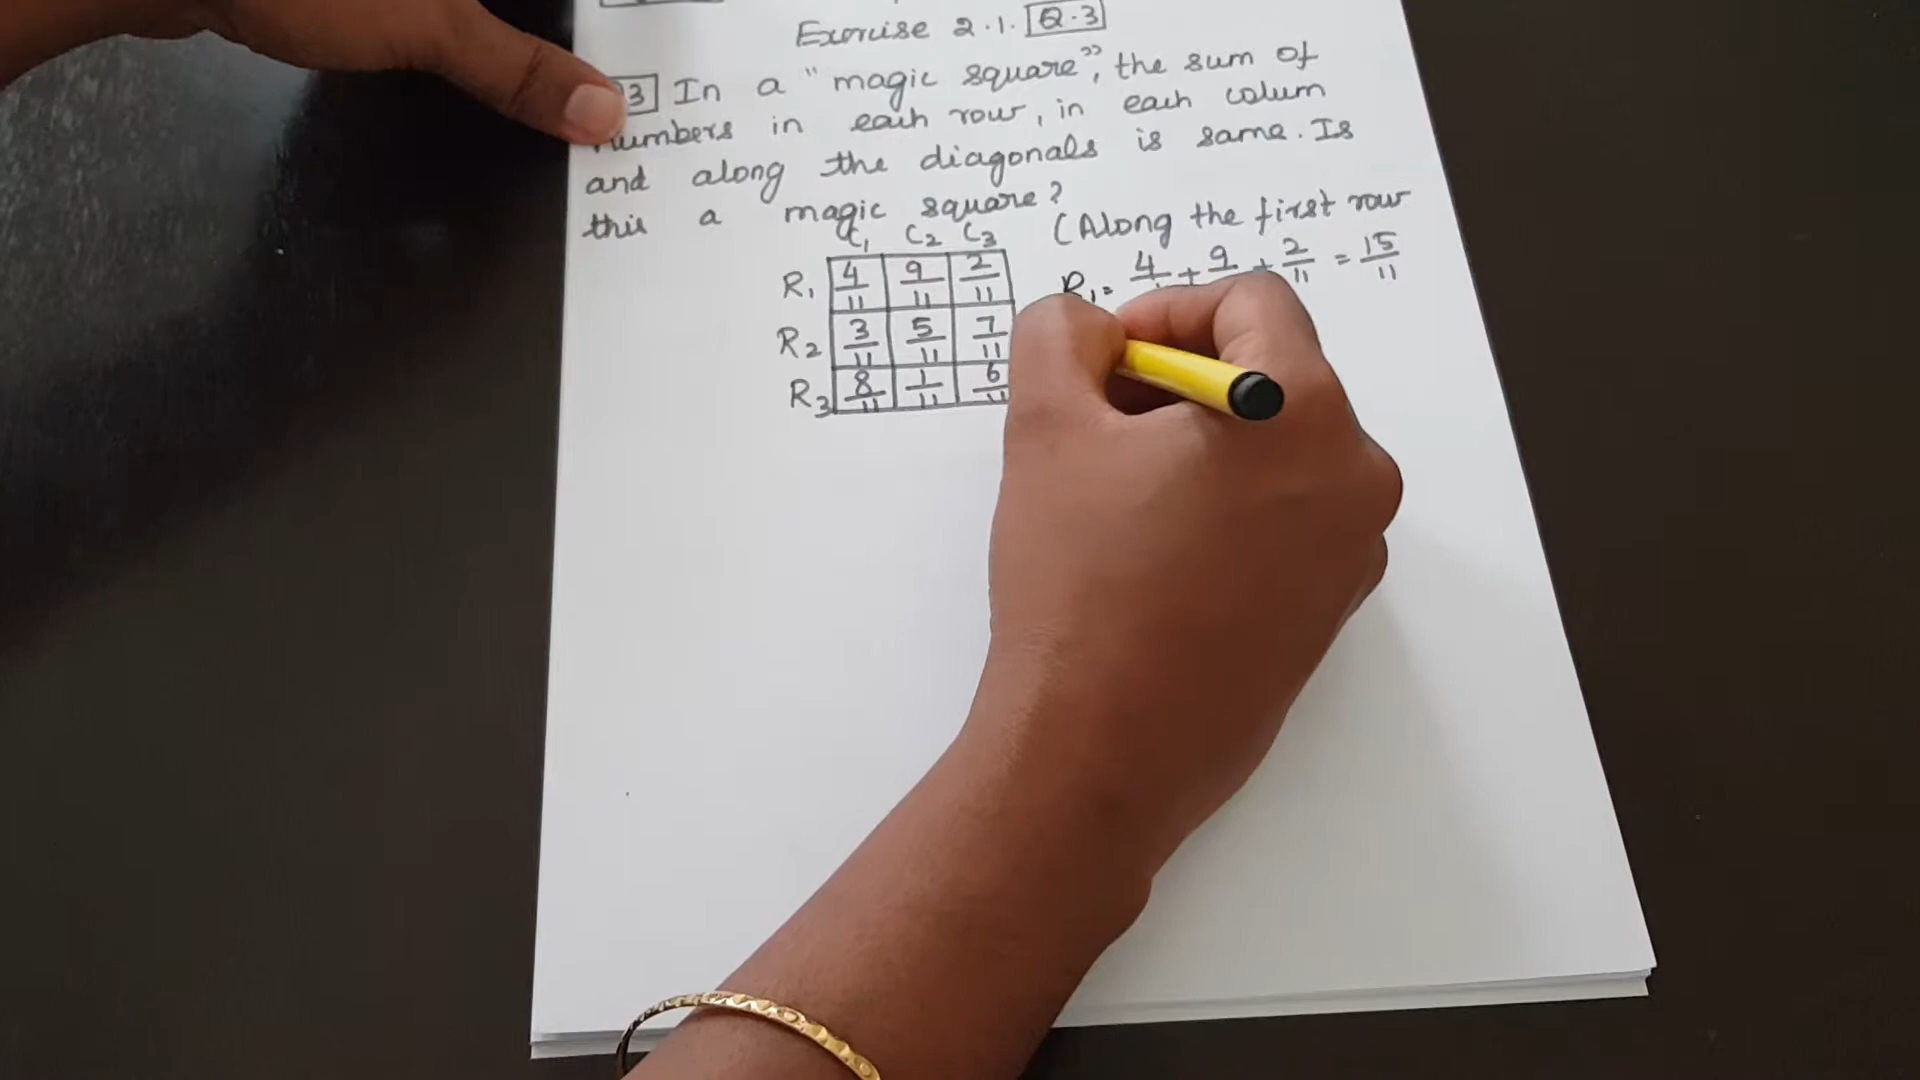 Exercise 2.1. Q.3
3 In a "magic square", the sum of
numbers in each row, in each colum
and along the diagonals is same. Is
this a magic square?
(Along the first row
C1 C2 C3
R1 4/11 9/11 2/11
R1 = 4 + 9 + 2/11 = 15/11
R2 3/11 5/11 7/11
R3 8/11 1/11 6/11